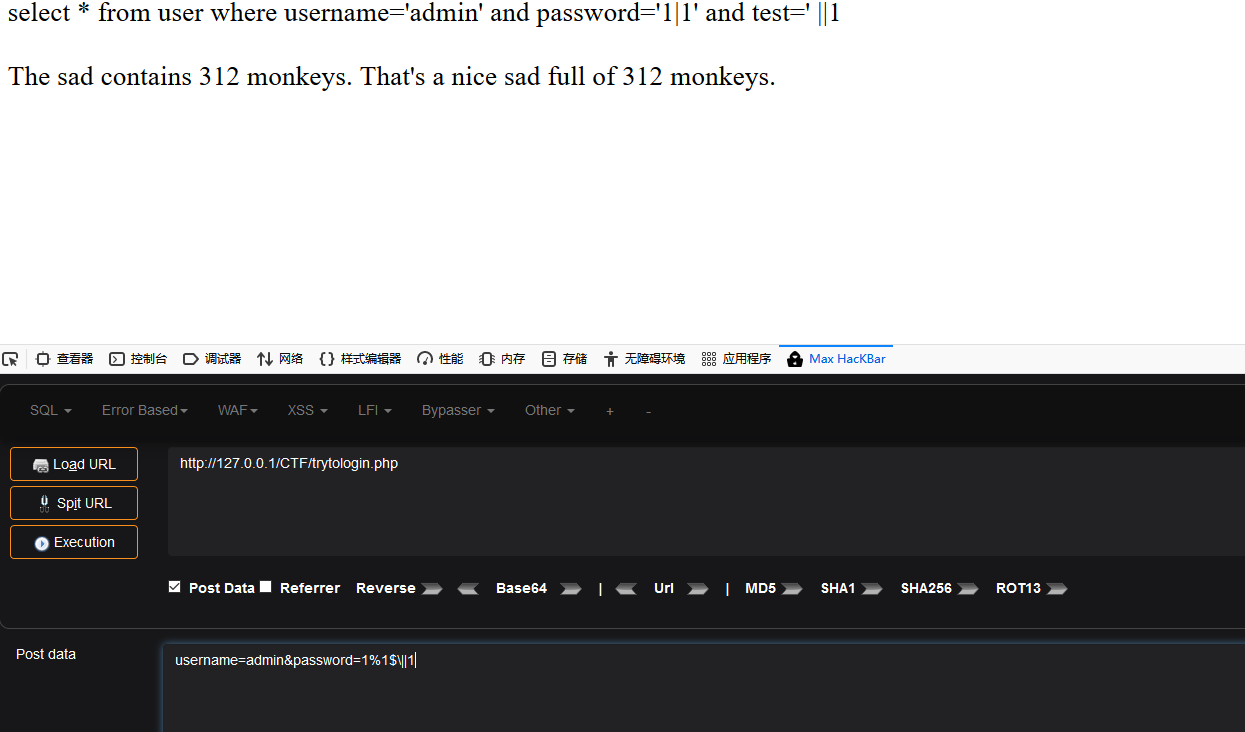 select * from user where username='admin' and password='1|1' and test=' ||1
The sad contains 312 monkeys. That's a nice sad full of 312 monkeys.
查看器 控制台 调试器 网络 {} 样式编辑器 性能 内存 存储 无障碍环境 应用程序 Max HacKBar
SQL Error Based WAF XSS LFI Bypasser Other + -
Load URL http://127.0.0.1/CTF/trytologin.php
Spit URL
Execution
Post Data Referrer Reverse Base64 | Url | MD5 SHA1 SHA256 ROT13
Post data username=admin&password=1%1$\||1